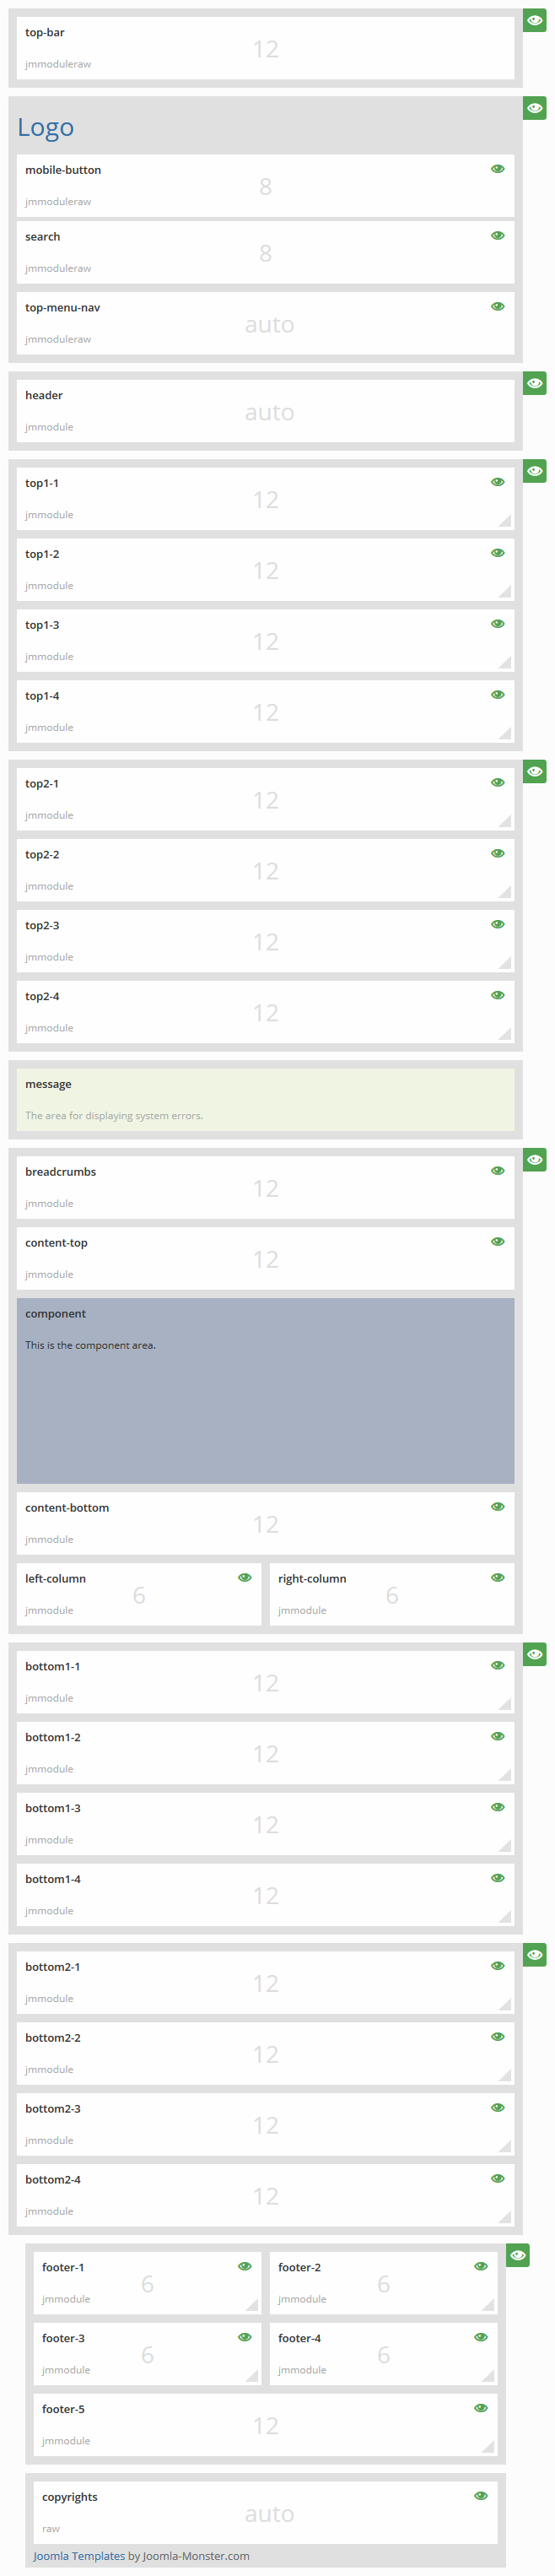 top-bar
12
jmmoduleraw
Logo
mobile-button
8
jmmoduleraw
search
8
jmmoduleraw
top-menu-nav
auto
jmmoduleraw
header
auto
jmmodule
top1-1
12
jmmodule
top1-2
12
jmmodule
top1-3
12
jmmodule
top1-4
12
jmmodule
top2-1
12
jmmodule
top2-2
12
jmmodule
top2-3
12
jmmodule
top2-4
12
jmmodule
message
The area for displaying system errors.
breadcrumbs
12
jmmodule
content-top
12
jmmodule
component
This is the component area.
content-bottom
12
jmmodule
left-column
6
jmmodule
right-column
6
jmmodule
bottom1-1
12
jmmodule
bottom1-2
12
jmmodule
bottom1-3
12
jmmodule
bottom1-4
12
jmmodule
bottom2-1
12
jmmodule
bottom2-2
12
jmmodule
bottom2-3
12
jmmodule
bottom2-4
12
jmmodule
footer-1
6
jmmodule
footer-2
6
jmmodule
footer-3
6
jmmodule
footer-4
6
jmmodule
footer-5
12
jmmodule
copyrights
auto
raw
Joomla Templates by Joomla-Monster.com